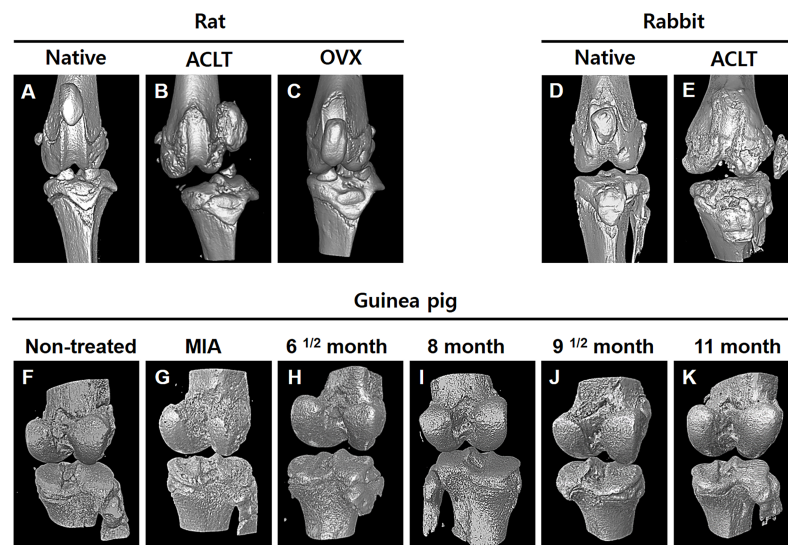 Rat Rabbit
Native ACLT OVX Native ACLT
A B C D E
Guinea pig
Non-treated MIA 6 1/2 month 8 month 9 1/2 month 11 month
F G H I J K